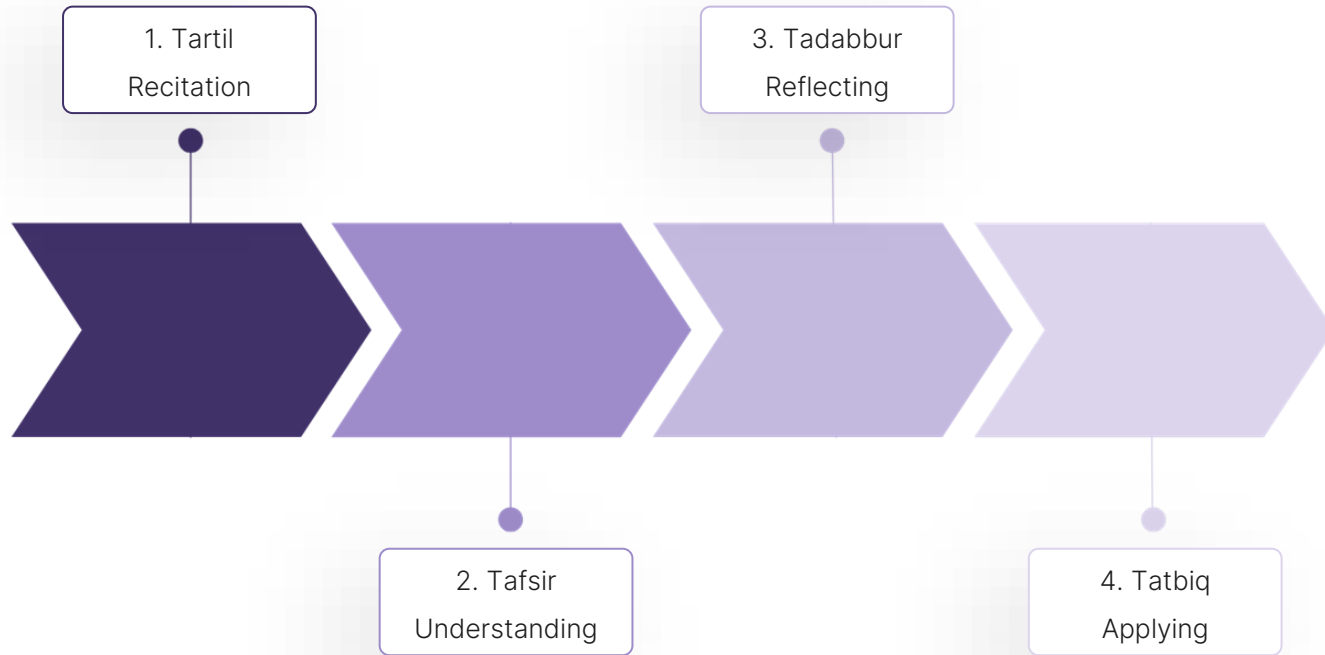 1. Tartil
Recitation
2. Tafsir
Understanding
3. Tadabbur
Reflecting
4. Tatbiq
Applying